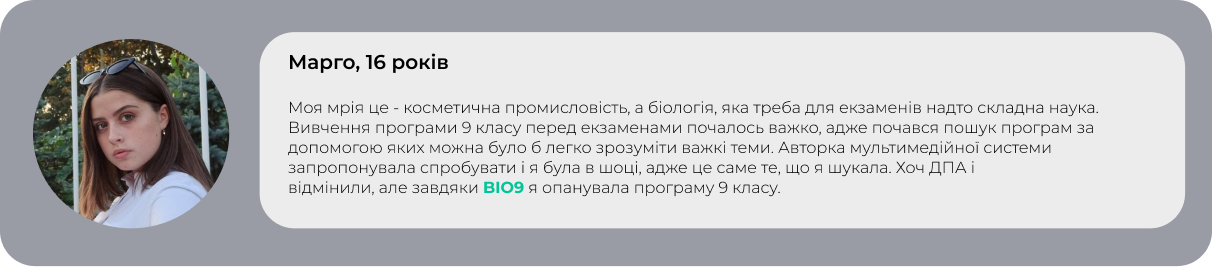 Марго, 16 років
Моя мрія це - косметична промисловість, а біологія, яка треба для екзаменів надто складна наука.
Вивчення програми 9 класу перед екзаменами почалось важко, адже почався пошук програм за
допомогою яких можна було б легко зрозуміти важкі теми. Авторка мультимедійної системи
запропонувала спробувати і я була в шоці, адже це саме те, що я шукала. Хоч ДПА і
відмінили, але завдяки BIO9 я опанувала програму 9 класу.